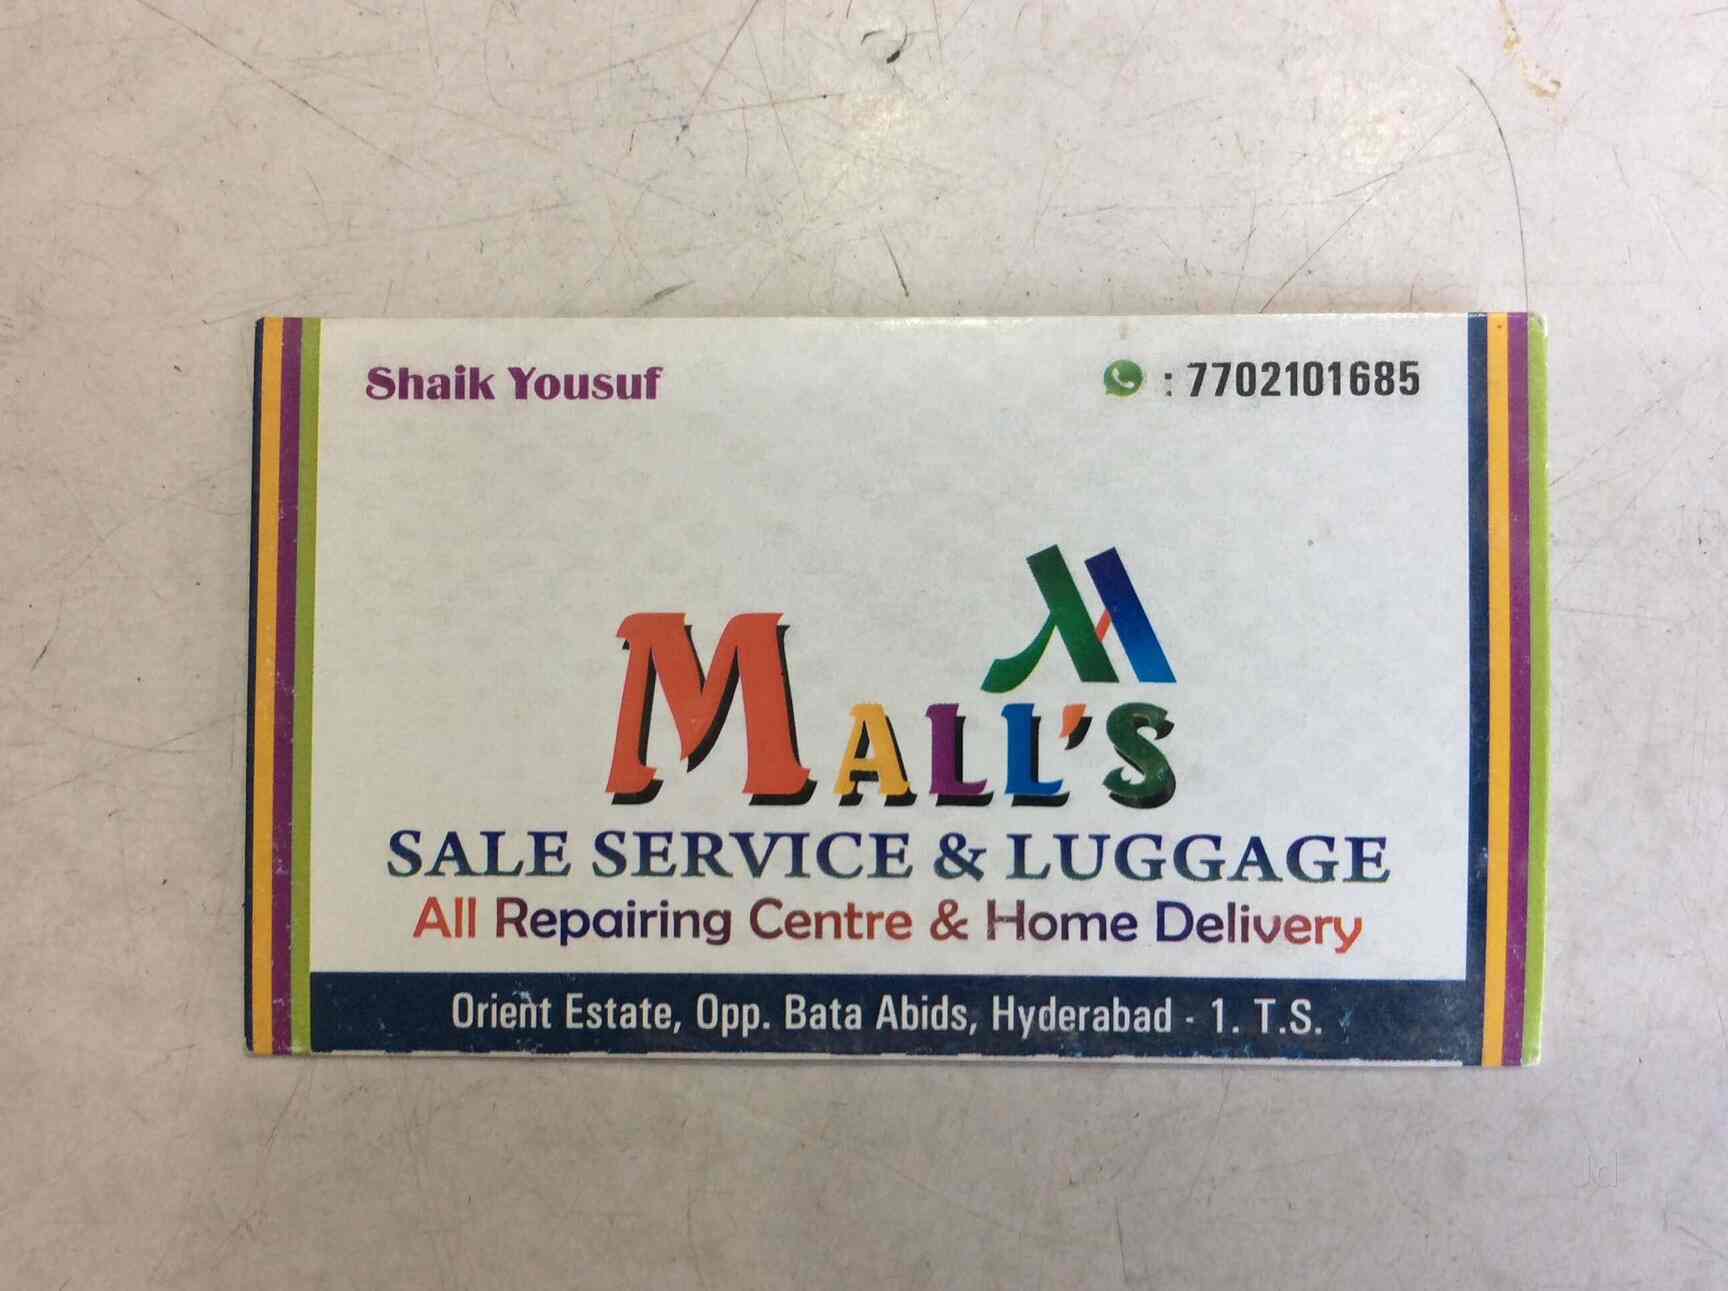 Shaik Yousuf
: 7702101685
M
MALL'S
SALE SERVICE & LUGGAGE
All Repairing Centre & Home Delivery
Orient Estate, Opp. Bata Abids, Hyderabad - 1. T.S.
Jd